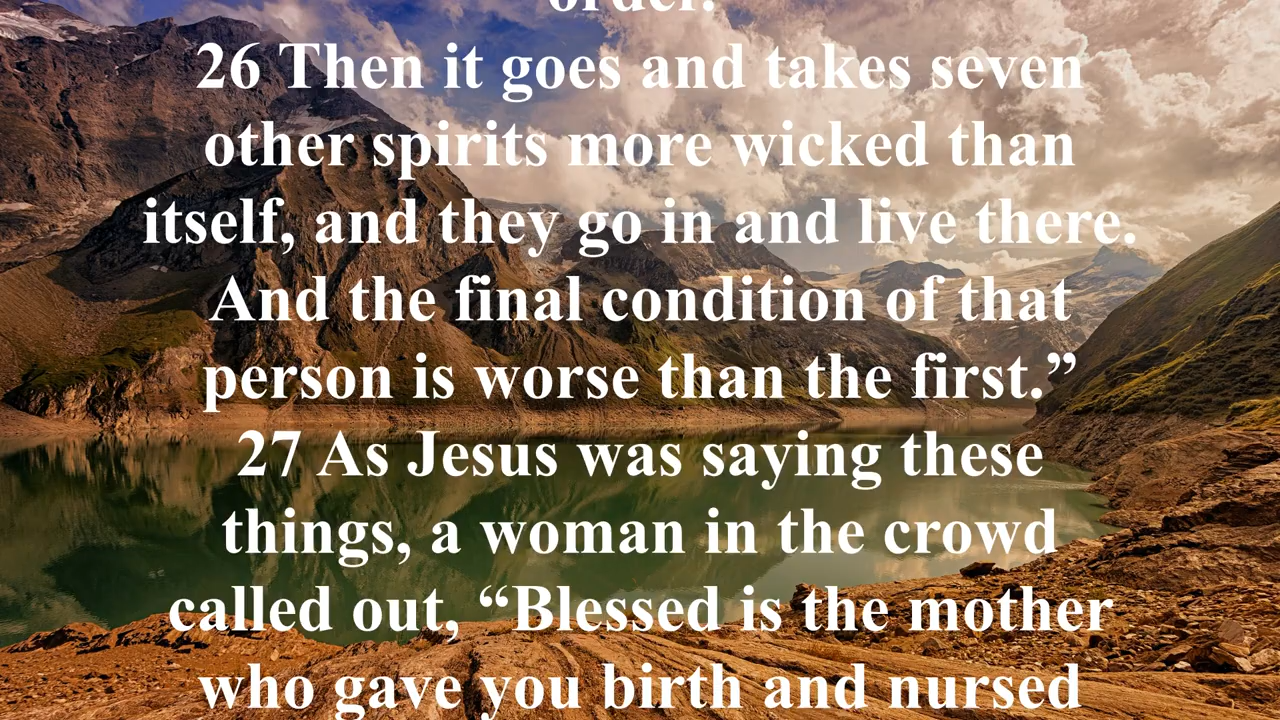 order.
26 Then it goes and takes seven
other spirits more wicked than
itself, and they go in and live there.
And the final condition of that
person is worse than the first.”
27 As Jesus was saying these
things, a woman in the crowd
called out, “Blessed is the mother
who gave you birth and nursed